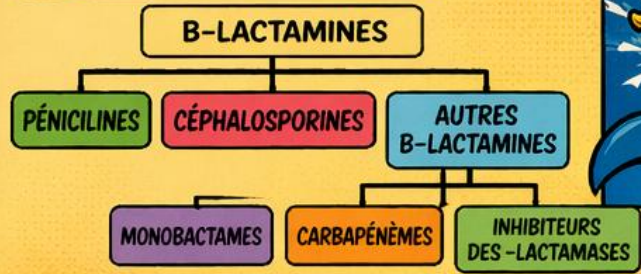 B-LACTAMINES
PÉNICILINES
CÉPHALOSPORINES
AUTRES
B-LACTAMINES
MONOBACTAMES
CARBAPÉNÈMES
INHIBITEURS
DES -LACTAMASES